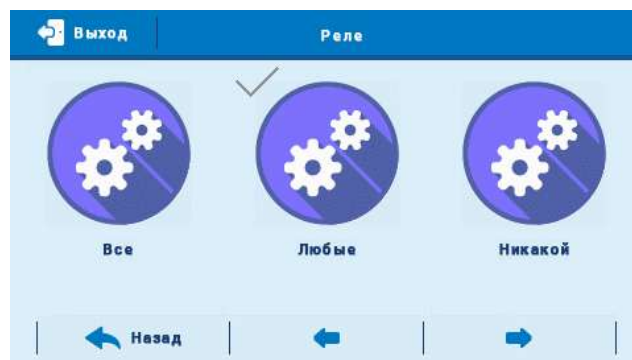 Выход
Реле
Все
Любые
Никакой
Назад